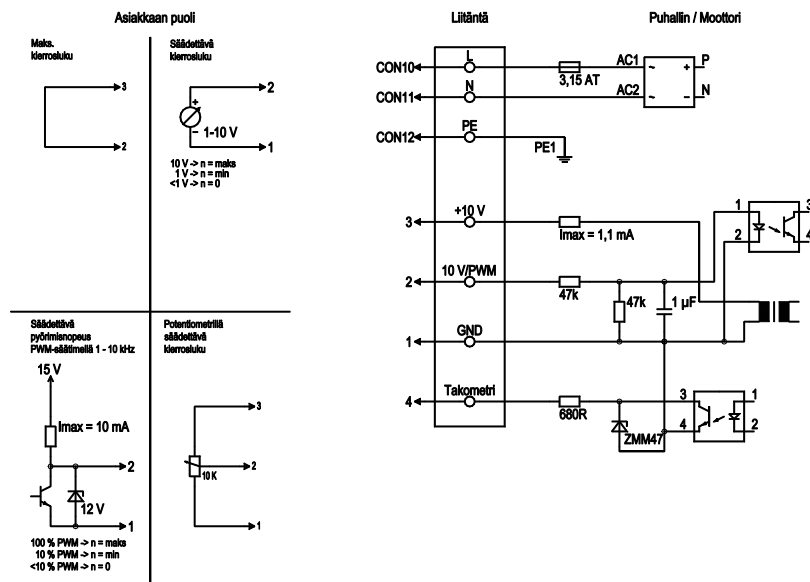 Asiakkaan puoli
Maks.
kierrosluku
3
2
Säädettävä
kierrosluku
2
+
1-10 V
−
1
10 V -> n = maks
1 V -> n = min
<1 V -> n = 0
Säädettävä
pyörimisnopeus
PWM-säätimellä 1 - 10 kHz
15 V
Imax = 10 mA
2
12 V
1
100 % PWM -> n = maks
10 % PWM -> n = min
<10 % PWM -> n = 0
Potentiometrillä
säädettävä
kierrosluku
3
2
10 K
1
Liitäntä
Puhallin / Moottori
CON10
L
3,15 AT
AC1
~ +
P
CON11
N
AC2
~ −
N
CON12
PE
PE1
3
+10 V
Imax = 1,1 mA
1
2
3
4
2
10 V/PWM
47k
47k
1 µF
1
GND
4
Takometri
680R
ZMM47
3
4
1
2